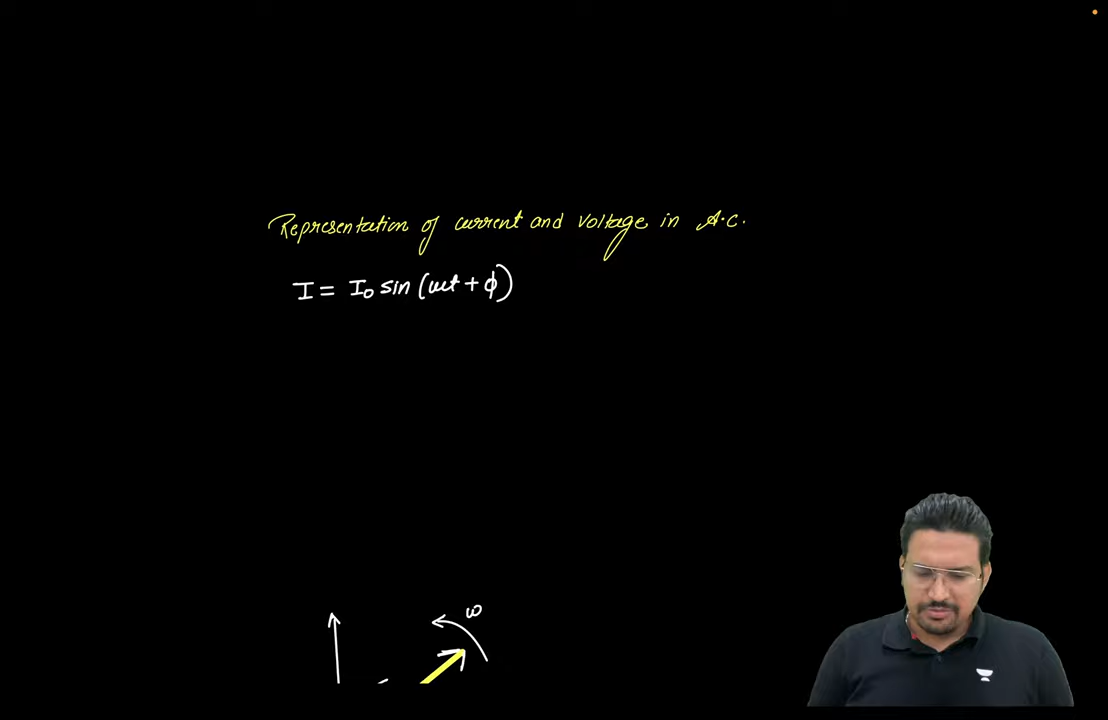 Representation of current and voltage in A.C.
I = I₀ sin (ωt + ϕ)
ω